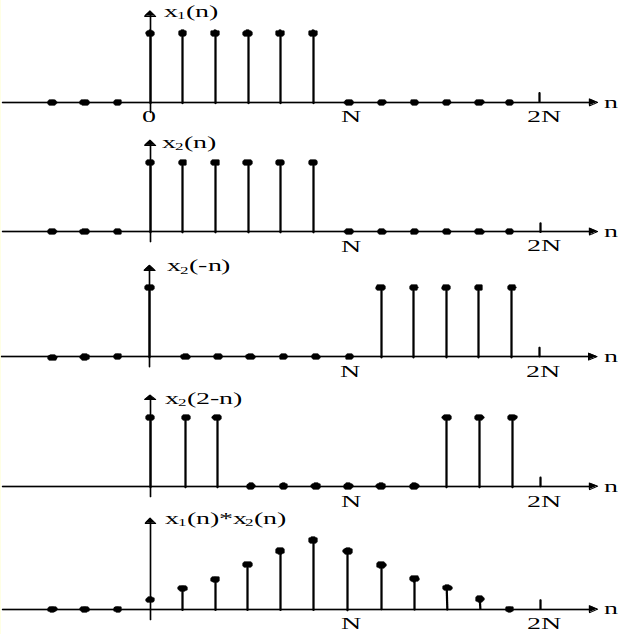 x₁(n)
n
0 N 2N
x₂(n)
n
N 2N
x₂(-n)
n
N 2N
x₂(2-n)
n
N 2N
x₁(n)*x₂(n)
n
N 2N